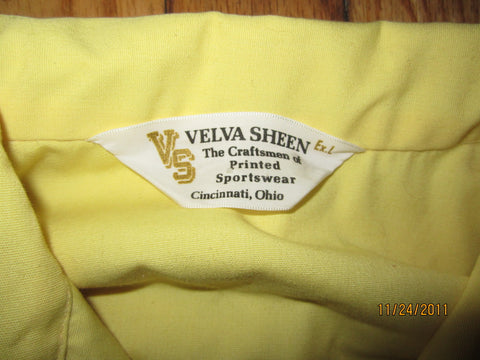 VS VELVA SHEEN Ex. L
The Craftsmen of
Printed
Sportswear
Cincinnati, Ohio
11/24/2011